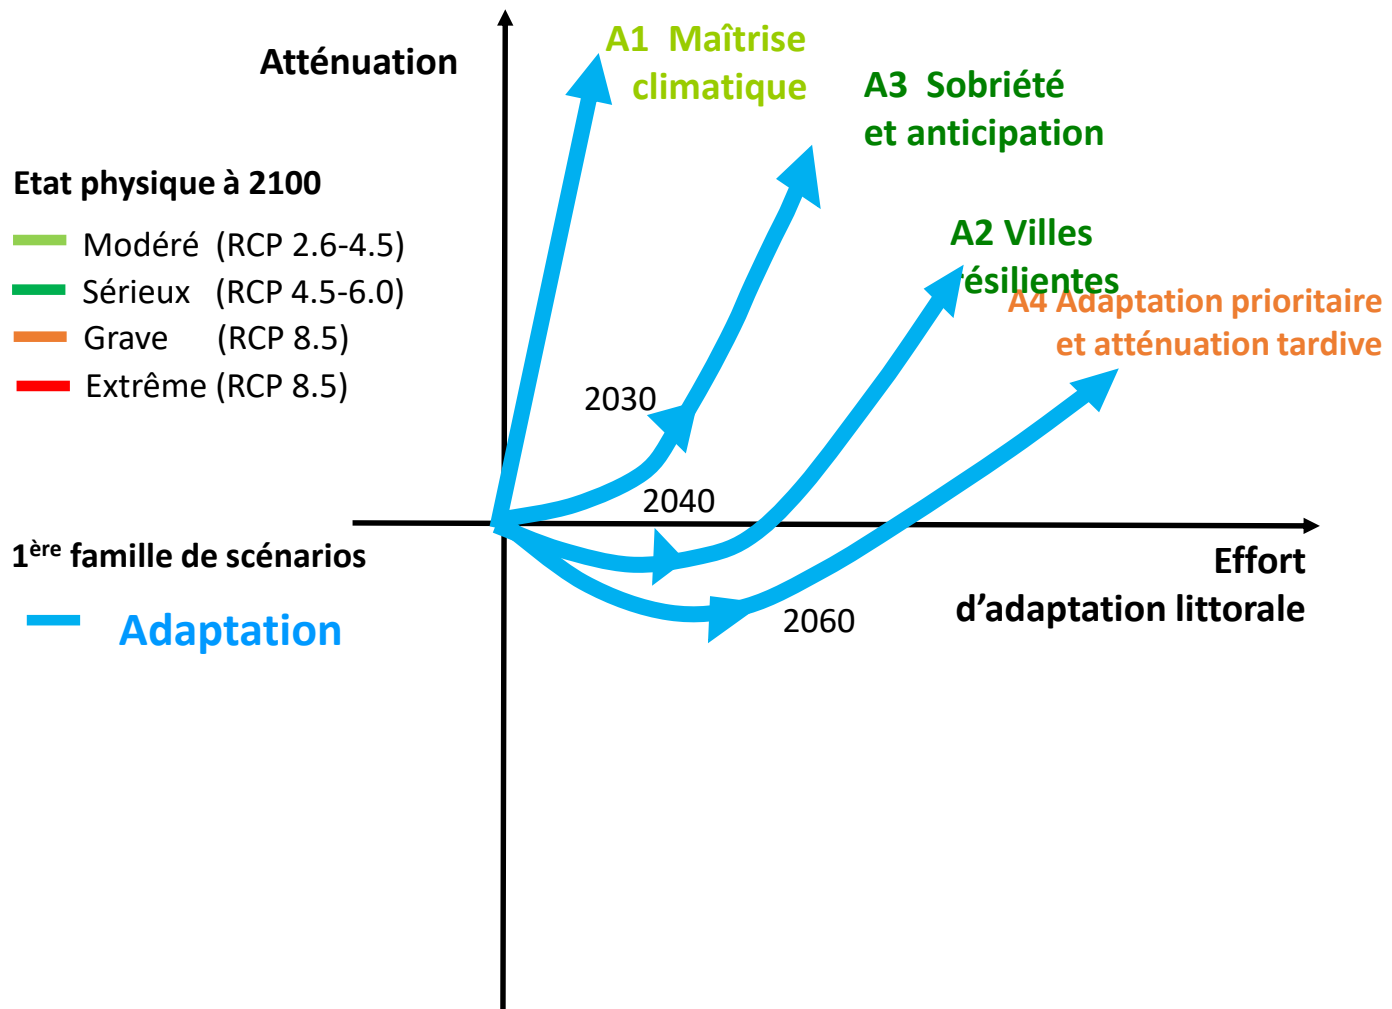 Atténuation
A1 Maîtrise
climatique
A3 Sobriété
et anticipation
Etat physique à 2100
Modéré (RCP 2.6-4.5)
Sérieux (RCP 4.5-6.0)
Grave (RCP 8.5)
Extrême (RCP 8.5)
A2 Villes
résilientes
A4 Adaptation prioritaire
et atténuation tardive
2030
2040
2060
1ère famille de scénarios
Adaptation
Effort
d’adaptation littorale